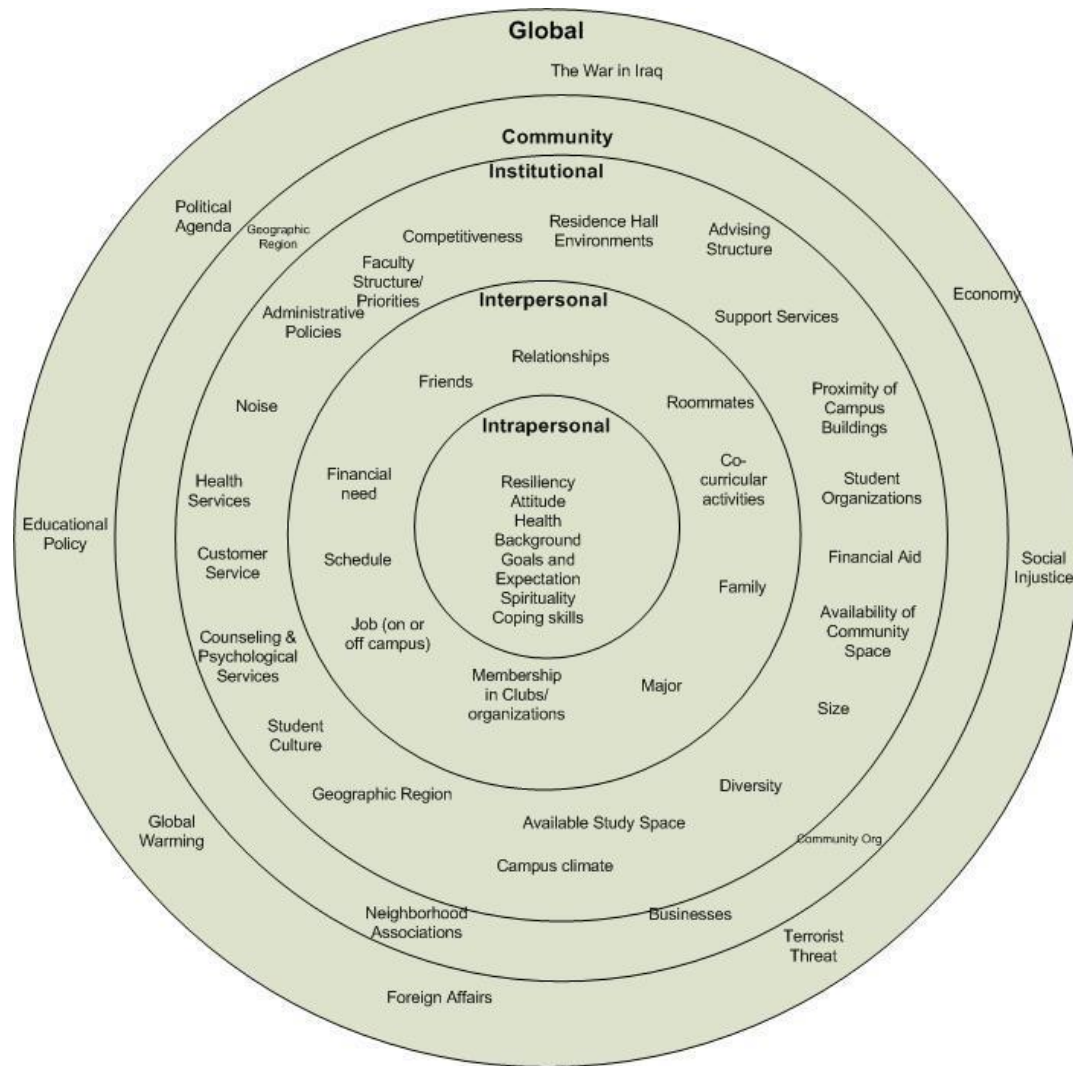 Global
The War in Iraq
Community
Institutional
Political
Agenda
Geographic
Region
Competitiveness
Residence Hall
Environments
Advising
Structure
Faculty
Structure/
Priorities
Administrative
Policies
Interpersonal
Economy
Support Services
Relationships
Friends
Roommates
Noise
Proximity of
Campus
Buildings
Intrapersonal
Resiliency
Attitude
Health
Background
Goals and
Expectation
Spirituality
Coping skills
Financial
need
Co-
curricular
activities
Health
Services
Student
Organizations
Educational
Policy
Customer
Service
Schedule
Family
Financial Aid
Social
Injustice
Counseling &
Psychological
Services
Job (on or
off campus)
Availability of
Community
Space
Membership
in Clubs/
organizations
Major
Size
Student
Culture
Geographic Region
Diversity
Global
Warming
Available Study Space
Community Org
Campus climate
Neighborhood
Associations
Businesses
Terrorist
Threat
Foreign Affairs